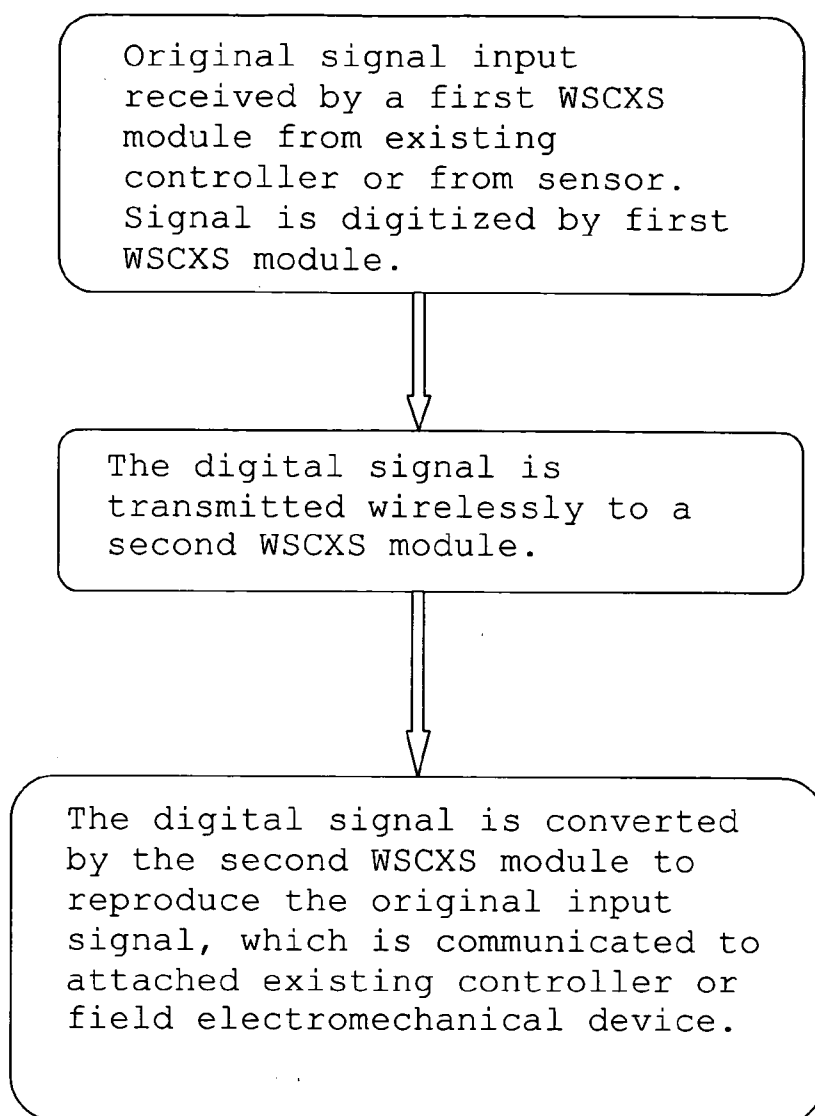 Original signal input
received by a first WSCXS
module from existing
controller or from sensor.
Signal is digitized by first
WSCXS module.
The digital signal is
transmitted wirelessly to a
second WSCXS module.
The digital signal is converted
by the second WSCXS module to
reproduce the original input
signal, which is communicated to
attached existing controller or
field electromechanical device.